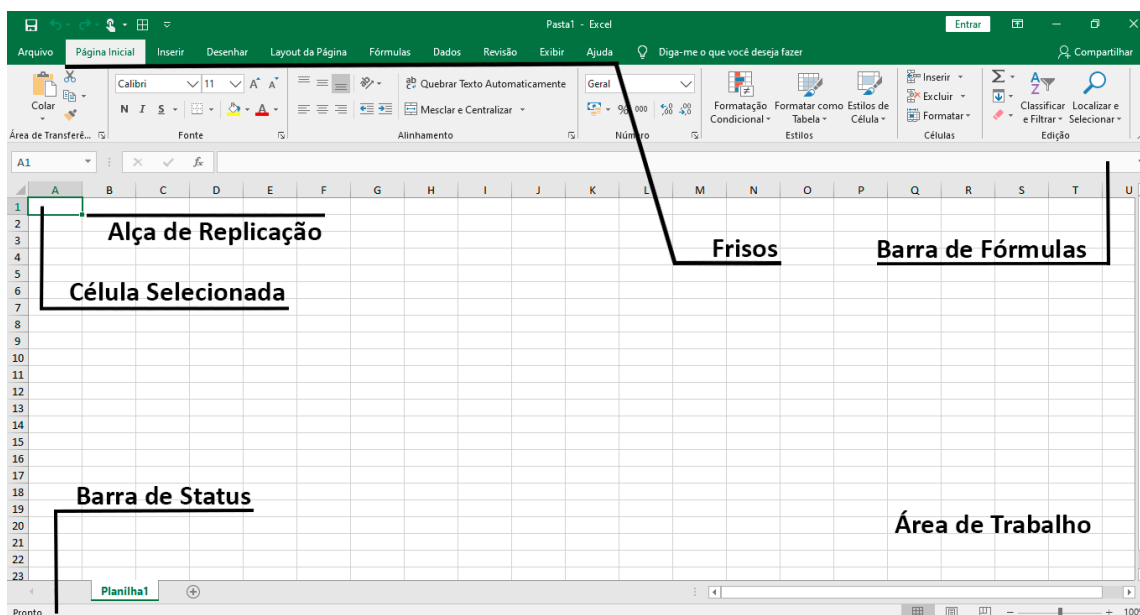 Pasta1 - Excel
Entrar
Arquivo Página Inicial Inserir Desenhar Layout da Página Fórmulas Dados Revisão Exibir Ajuda Diga-me o que você deseja fazer Compartilhar
Colar
Calibri 11 A A
N I S A
Quebrar Texto Automaticamente
Mesclar e Centralizar
Geral
% 000 ,00
Formatação Condicional
Formatar como Tabela
Estilos de Célula
Inserir
Excluir
Formatar
Classificar e Filtrar
Localizar e Selecionar
Área de Transferê... Fonte Alinhamento Número Estilos Células Edição
A1 fx
A B C D E F G H I J K L M N O P Q R S T U
1
2
Alça de Replicação
3
4
Frisos Barra de Fórmulas
5
6
Célula Selecionada
7
8
9
10
11
12
13
14
15
16
17
18
Barra de Status
19
20
Área de Trabalho
21
22
23
Planilha1
Pronto 100%